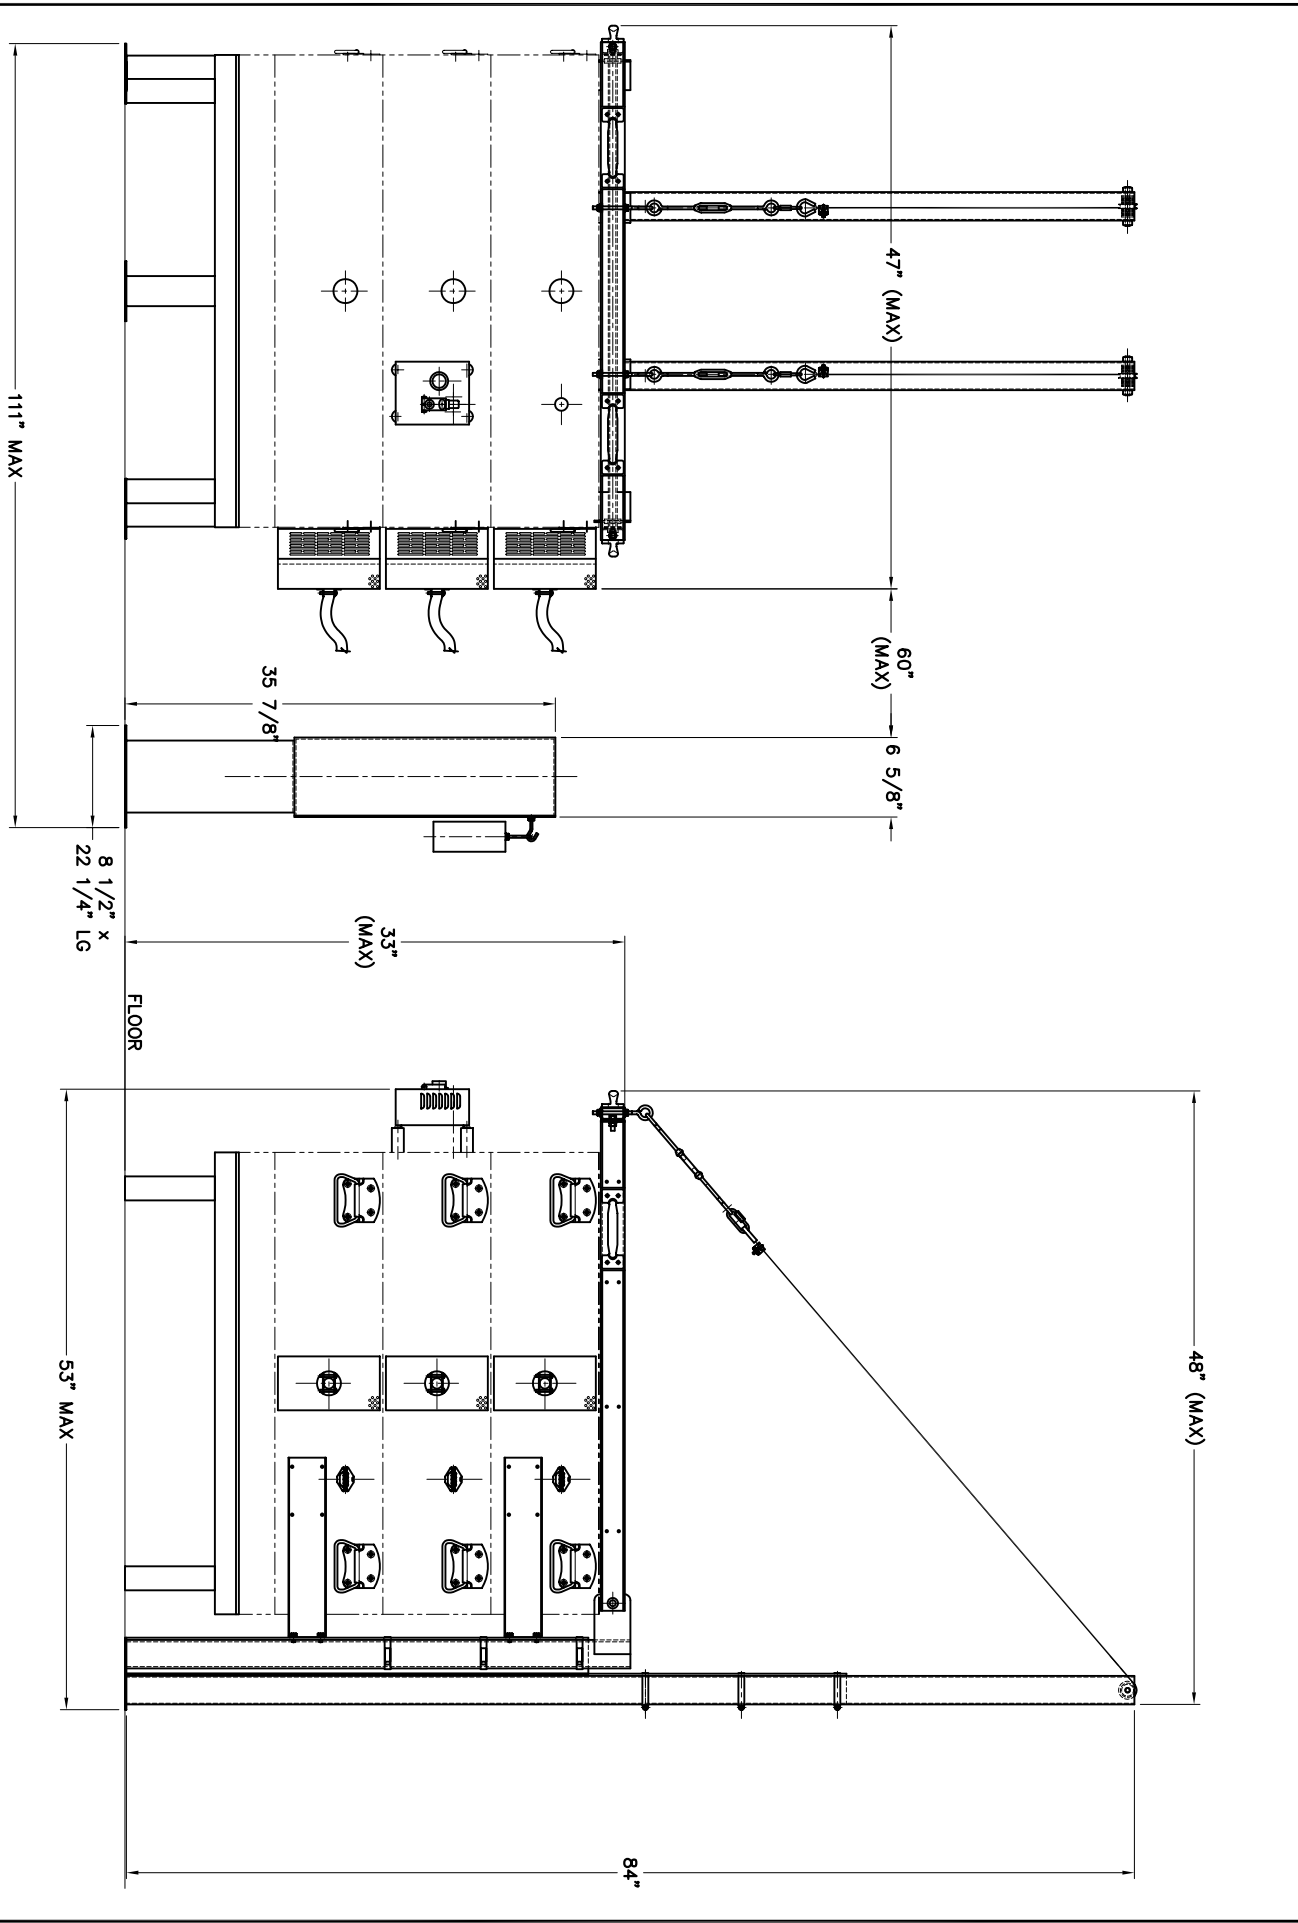 47" (MAX)
60"
(MAX)
6 5/8"
35 7/8"
8 1/2" x
22 1/4" LG
111" MAX
48" (MAX)
33"
(MAX)
FLOOR
53" MAX
84"